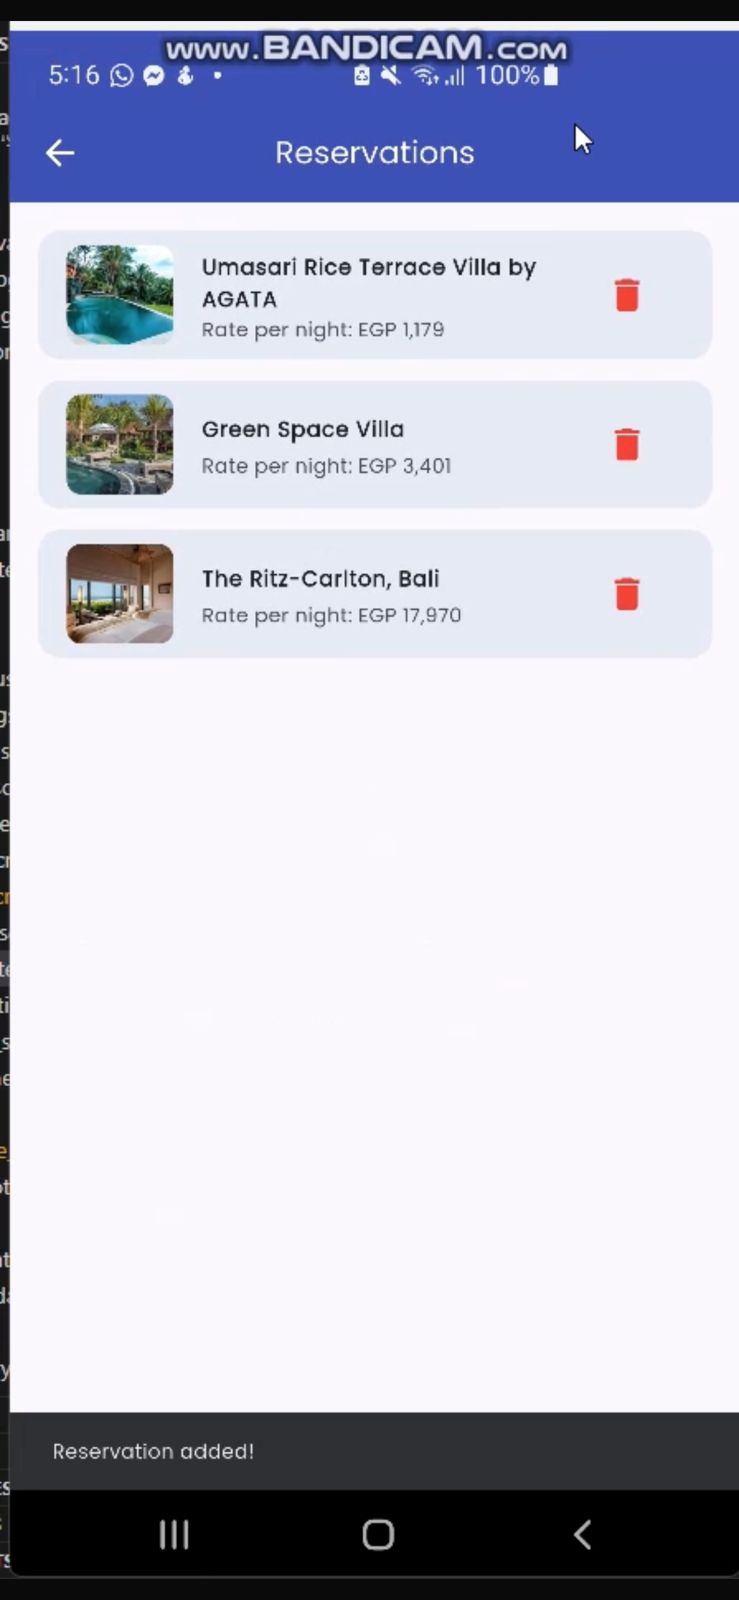 www.BANDICAM.com
5:16
100%
Reservations
Umasari Rice Terrace Villa by
AGATA
Rate per night: EGP 1,179
Green Space Villa
Rate per night: EGP 3,401
The Ritz-Carlton, Bali
Rate per night: EGP 17,970
Reservation added!